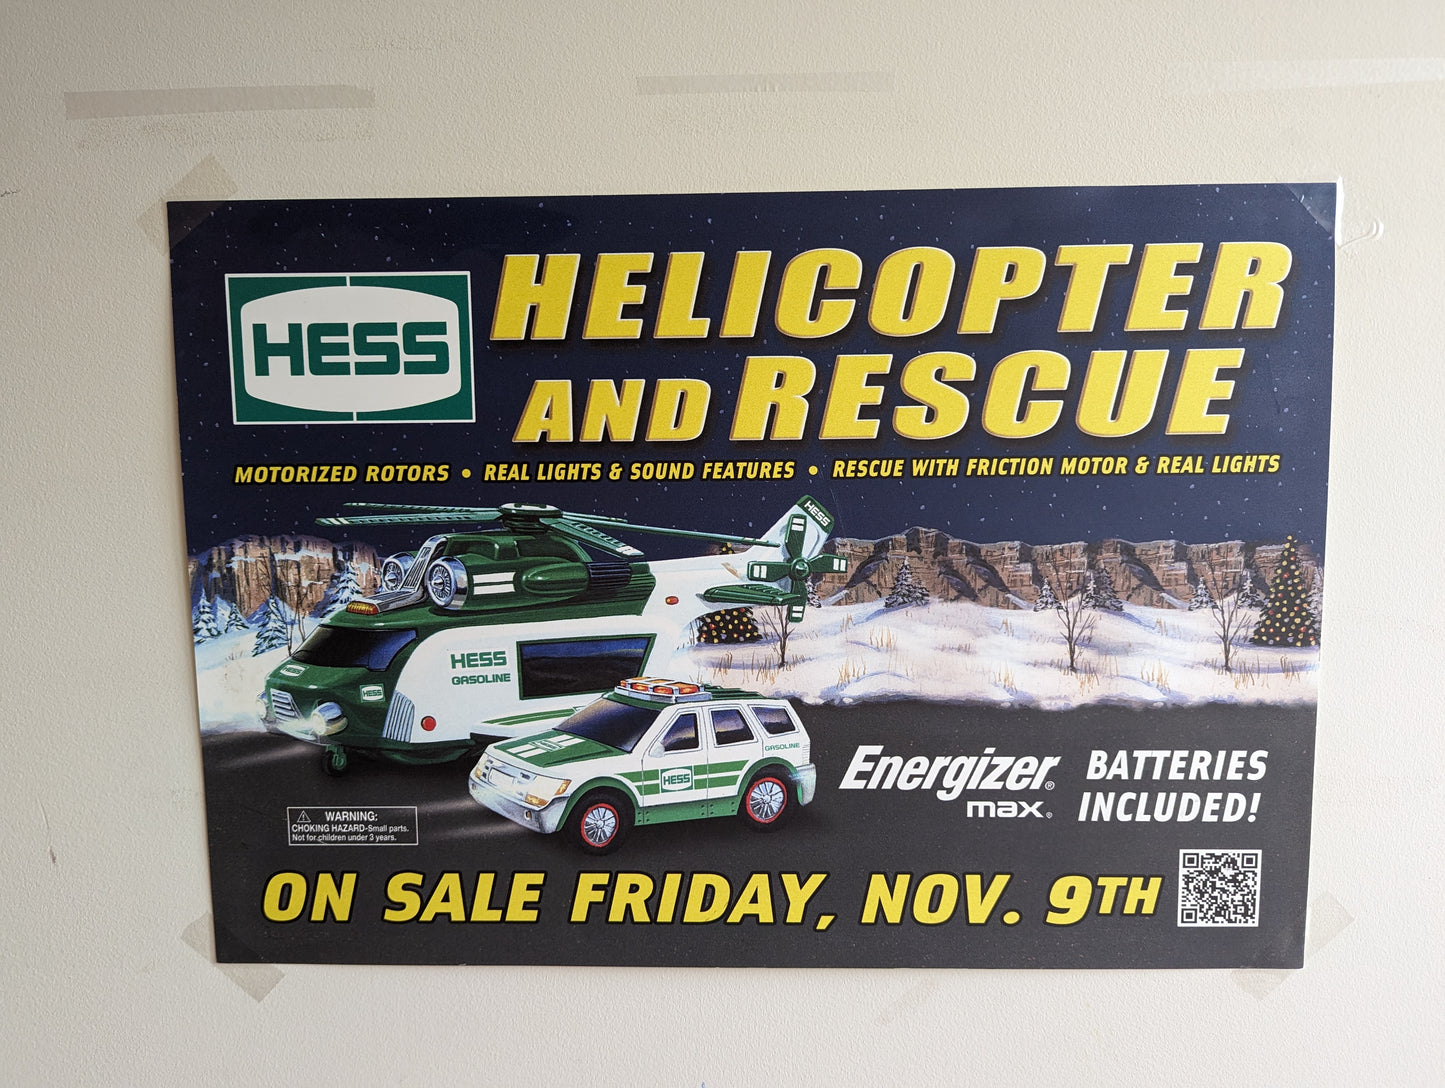 HESS
HELICOPTER
AND RESCUE
MOTORIZED ROTORS • REAL LIGHTS & SOUND FEATURES • RESCUE WITH FRICTION MOTOR & REAL LIGHTS
HESS
HESS
GASOLINE
HESS
GASOLINE
HESS
Energizer®
max®
BATTERIES
INCLUDED!
WARNING:
CHOKING HAZARD-Small parts.
Not for children under 3 years.
ON SALE FRIDAY, NOV. 9TH